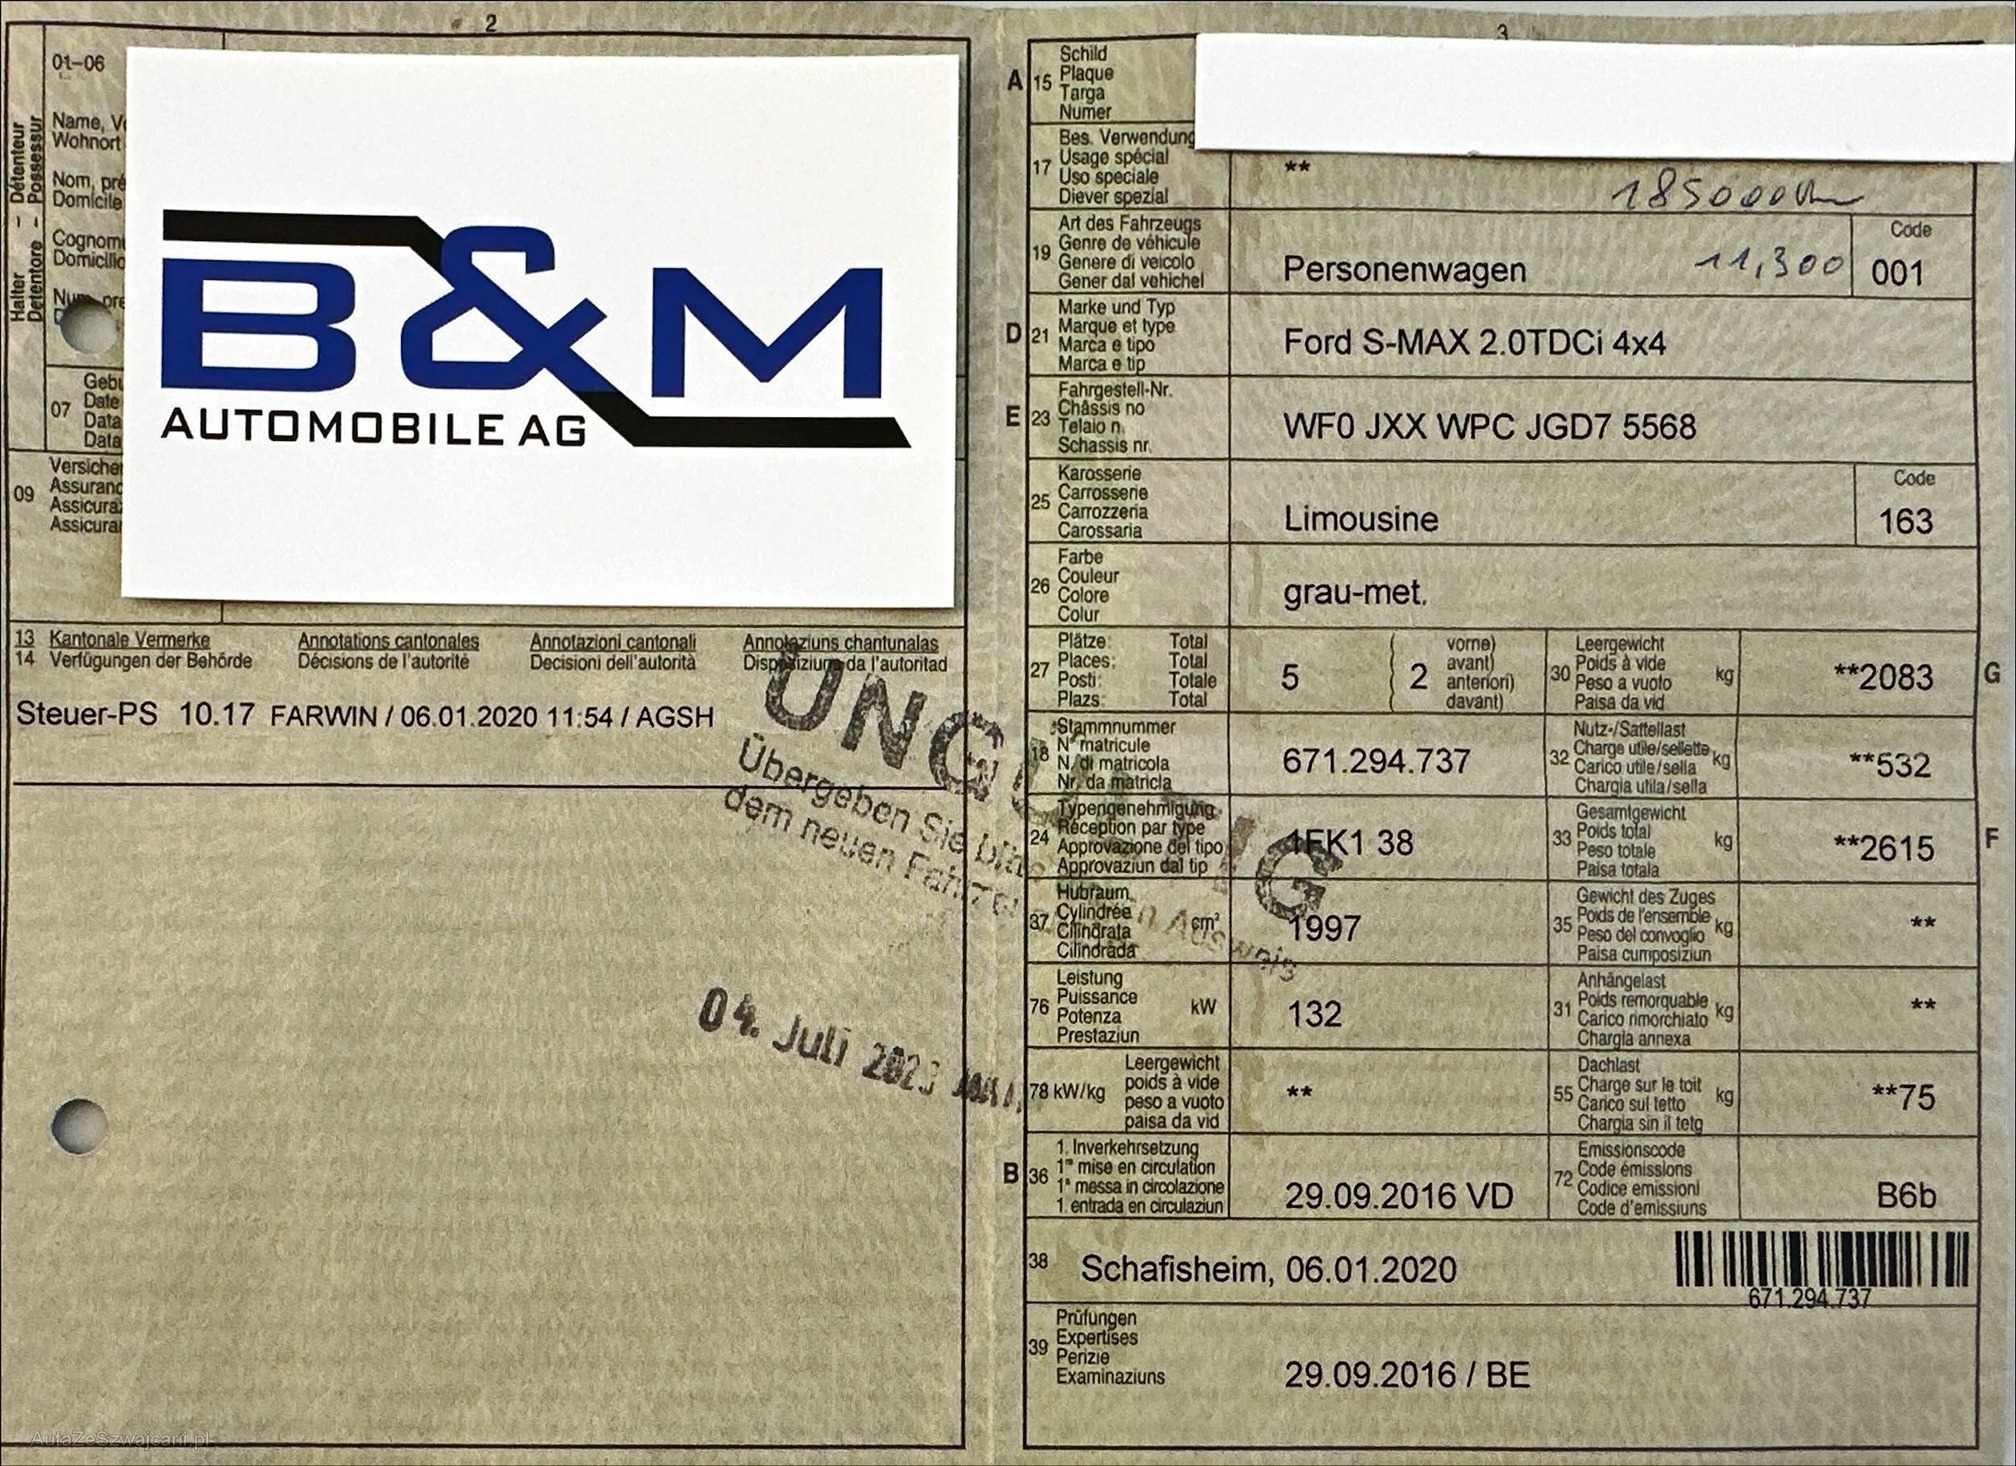 2
01-06
Halter - Détenteur
Detentore - Possessur
Name,
Wohnort
Nom,
Domicile
Domicilio
07
Date
Data
Data
09
B&M
AUTOMOBILE AG
13 Kantonale Vermerke Annotations cantonales Annotazioni cantonali Annotaziuns chantunalas
14 Verfügungen der Behörde Décisions de l'autorité Decisioni dell'autorità Dispoziziuns da l'autoritad
Steuer-PS 10.17 FARWIN / 06.01.2020 11:54 / AGSH
UNGÜLTIG
Übergeben Sie bitte
dem neuen Ausweis
04. Juli 2023
AutaZeSzwajcarii.pl
3
A 15 Schild
Plaque
Targa
Numer
17 Bes. Verwendung
Usage spécial
Uso speciale
Diever spezial
**
185000km
19 Art des Fahrzeugs
Genre de véhicule
Genere di veicolo
Gener dal vehichel
Personenwagen
11,300
Code
001
D 21 Marke und Typ
Marque et type
Marca e tipo
Marca e tip
Ford S-MAX 2.0TDCi 4x4
E 23 Fahrgestell-Nr.
Châssis no
Telaio n.
Schassis nr.
WF0 JXX WPC JGD7 5568
25 Karosserie
Carrosserie
Carrozzeria
Carossaria
Limousine
Code
163
26 Farbe
Couleur
Colore
Colur
grau-met.
27 Plätze: Total
Places: Total
Posti: Totale
Plazs: Total
5
( 2 vorne)
avant)
anteriori)
davant)
30 Leergewicht
Poids à vide
Peso a vuoto
Paisa da vid
kg
**2083
G
18 Stammnummer
N° matricule
N. di matricola
Nr. da matricla
671.294.737
32 Nutz-/Sattellast
Charge utile/sellette
Carico utile/sella
Chargia utila/sella
kg
**532
24 Typengenehmigung
Réception par type
Approvazione del tipo
Approvaziun dal tip
1FK1 38
33 Gesamtgewicht
Poids total
Peso totale
Paisa totala
kg
**2615
F
37 Hubraum
Cylindrée
Cilindrata
Cilindrada
cm³
1997
35 Gewicht des Zuges
Poids de l'ensemble
Peso del convoglio
Paisa cumposiziun
kg
**
76 Leistung
Puissance
Potenza
Prestaziun
kW
132
31 Anhängelast
Poids remorquable
Carico rimorchiato
Chargia annexa
kg
**
78 kW/kg
Leergewicht
poids à vide
peso a vuoto
paisa da vid
**
55 Dachlast
Charge sur le toit
Carico sul tetto
Chargia sin il tetg
kg
**75
B 36 1. Inverkehrsetzung
1re mise en circulation
1a messa in circolazione
1. entrada en circulaziun
29.09.2016 VD
72 Emissionscode
Code émissions
Codice emissioni
Code d'emissiuns
B6b
38 Schafisheim, 06.01.2020
671.294.737
39 Prüfungen
Expertises
Perizie
Examinaziuns
29.09.2016 / BE